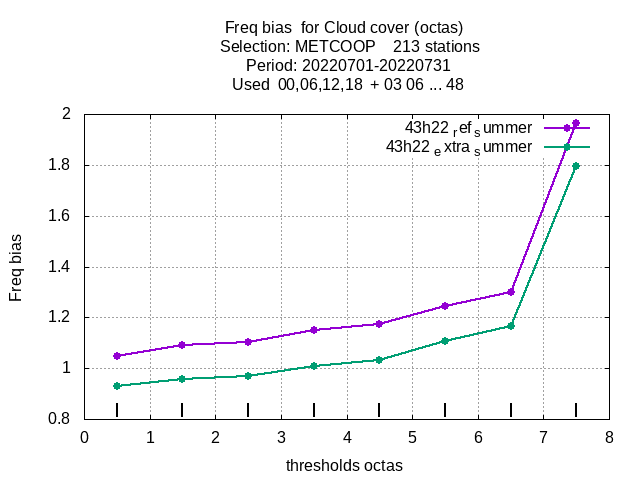 Freq bias  for Cloud cover (octas)
Selection: METCOOP    213 stations
Period: 20220701-20220731
Used  00,06,12,18  + 03 06 ... 48
43h22 ref summer
43h22 extra summer
2
1.8
1.6
1.4
1.2
1
0.8
Freq bias
0 1 2 3 4 5 6 7 8
thresholds octas